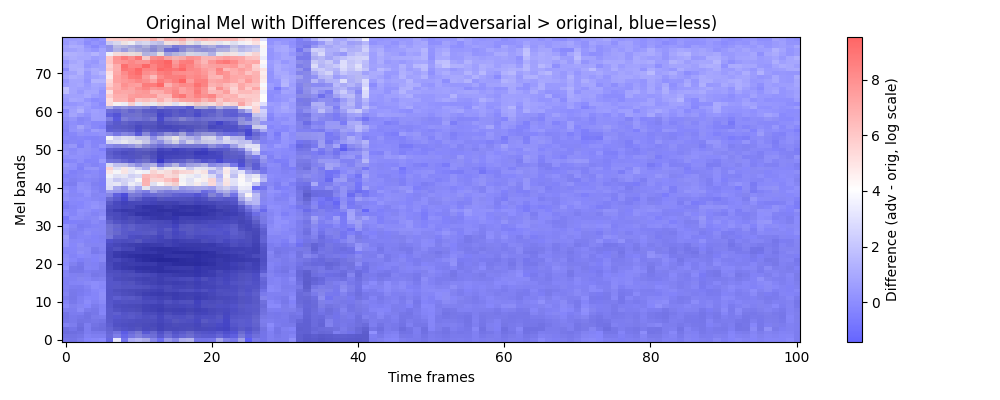 Original Mel with Differences (red=adversarial > original, blue=less)
Mel bands
70
60
50
40
30
20
10
0
0 20 40 60 80 100
Time frames
8
6
4
2
0
Difference (adv - orig, log scale)